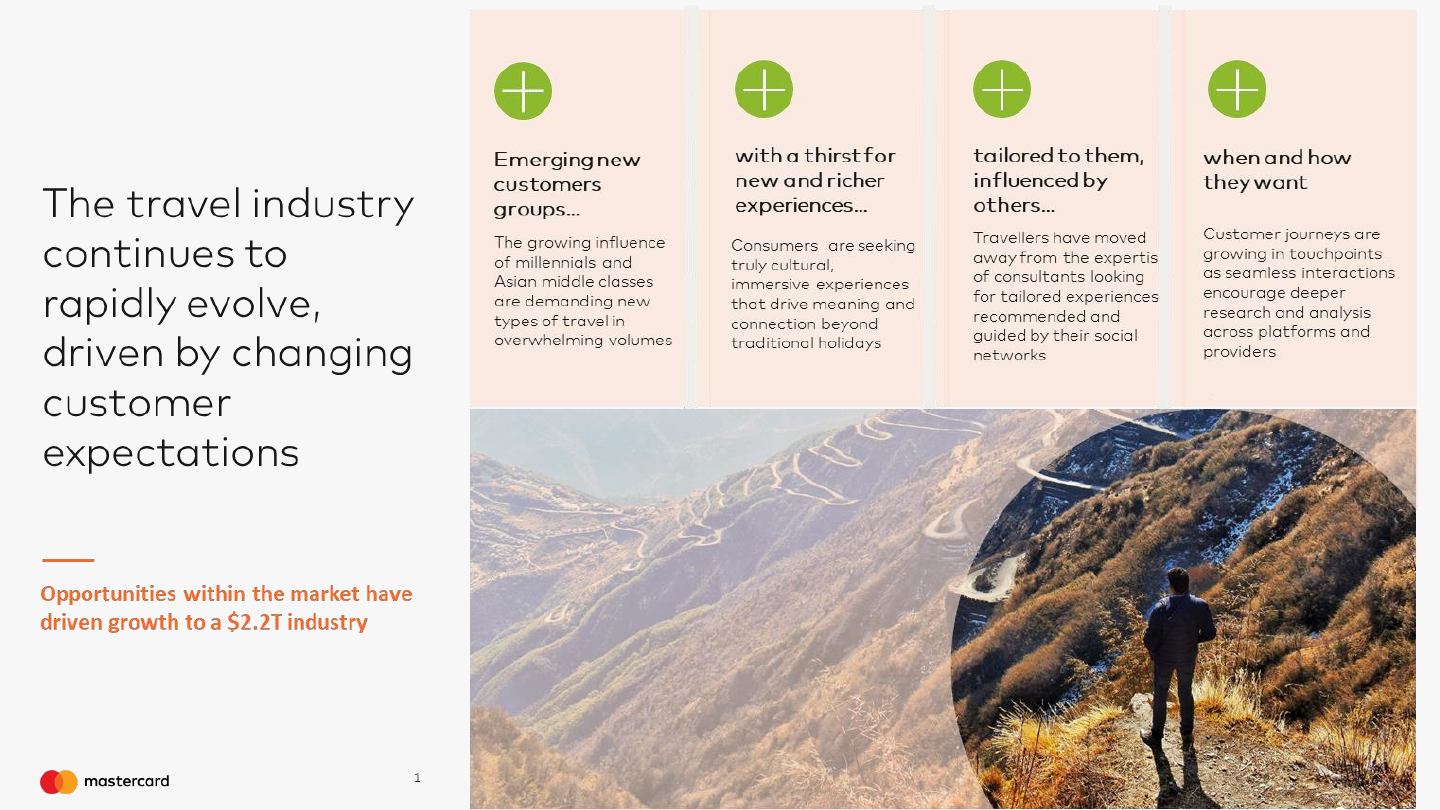 The travel industry
continues to
rapidly evolve,
driven by changing
customer
expectations
Opportunities within the market have
driven growth to a $2.2T industry
mastercard
1
Emerging new
customers
groups...
The growing influence
of millennials and
Asian middle classes
are demanding new
types of travel in
overwhelming volumes
with a thirst for
new and richer
experiences...
Consumers are seeking
truly cultural,
immersive experiences
that drive meaning and
connection beyond
traditional holidays
tailored to them,
influenced by
others...
Travellers have moved
away from the expertis
of consultants looking
for tailored experiences
recommended and
guided by their social
networks
when and how
they want
Customer journeys are
growing in touchpoints
as seamless interactions
encourage deeper
research and analysis
across platforms and
providers